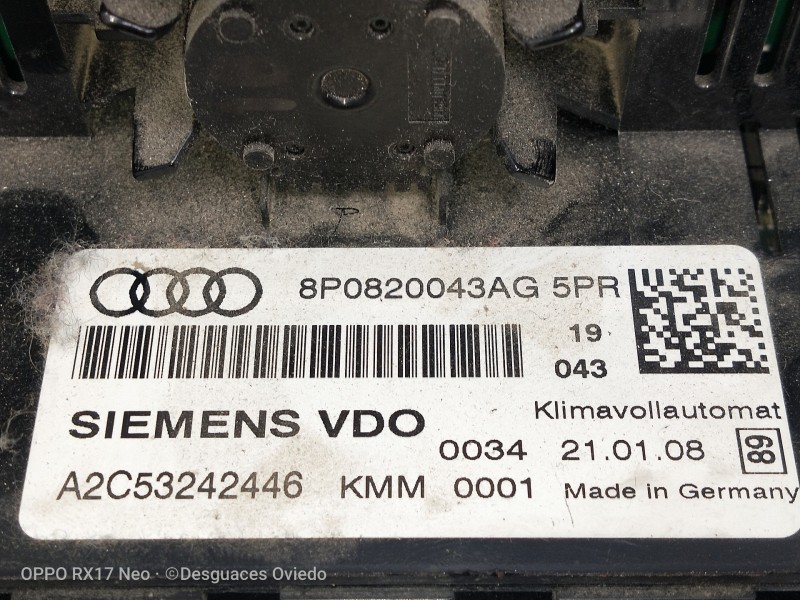 8P0820043AG 5PR
19
043
SIEMENS VDO
Klimavollautomat
0034 21.01.08
A2C53242446 KMM 0001 Made in Germany
OPPO RX17 Neo · ©Desguaces Oviedo